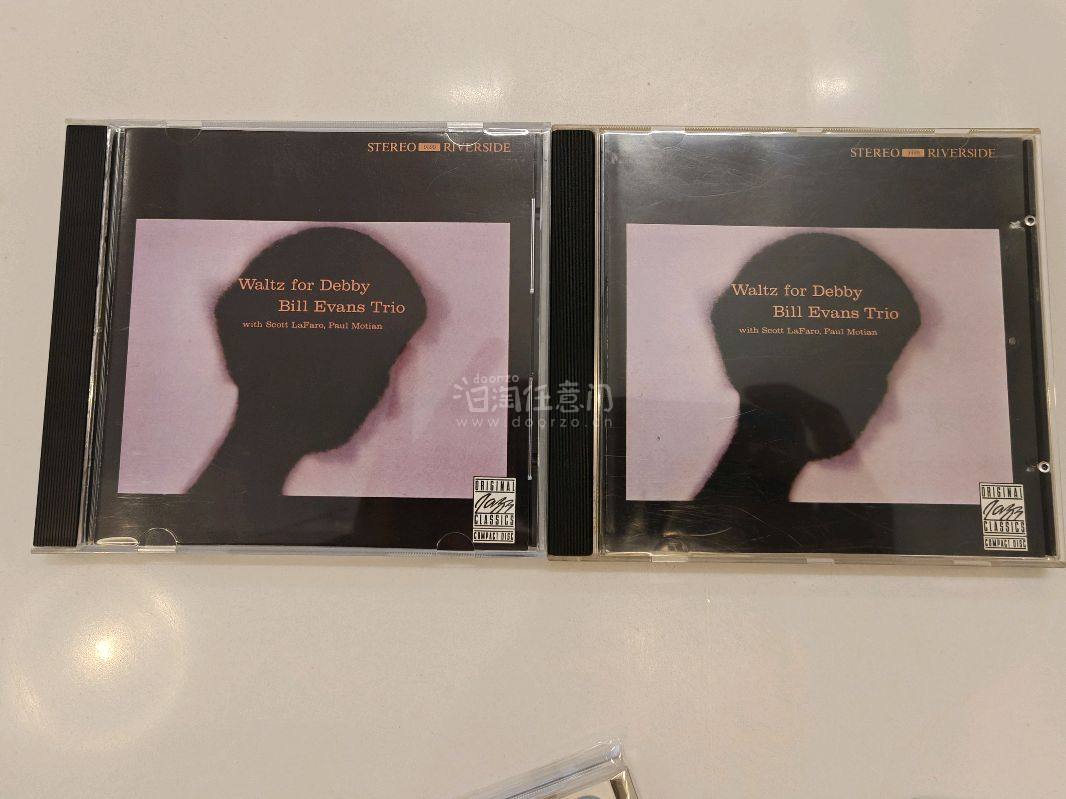 STEREO RIVERSIDE
Waltz for Debby
Bill Evans Trio
with Scott LaFaro, Paul Motian
ORIGINAL
Jazz
CLASSICS
COMPACT DISC
STEREO RIVERSIDE
Waltz for Debby
Bill Evans Trio
with Scott LaFaro, Paul Motian
ORIGINAL
Jazz
CLASSICS
COMPACT DISC
doorzo
任意门
www.doorzo.cn